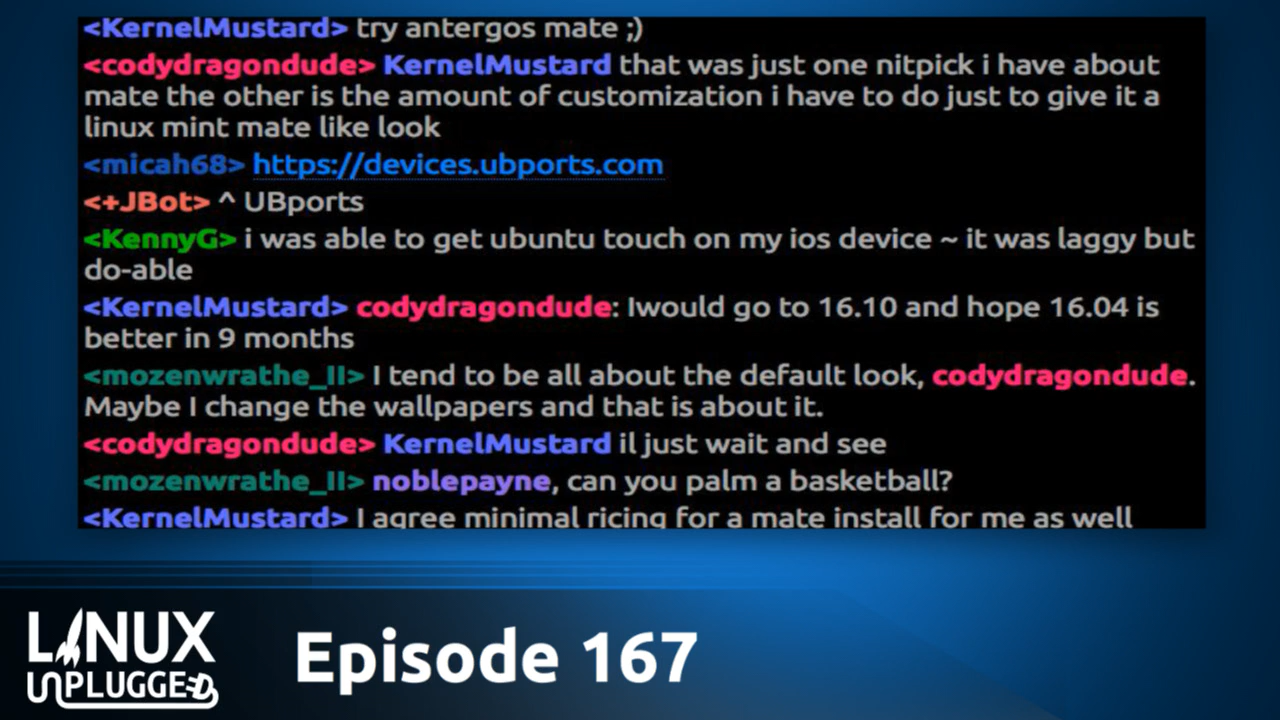 <KernelMustard> try antergos mate ;)
<codydragondude> KernelMustard that was just one nitpick i have about
mate the other is the amount of customization i have to do just to give it a
linux mint mate like look
<micah68> https://devices.ubports.com
<+JBot> ^ UBports
<KennyG> i was able to get ubuntu touch on my ios device ~ it was laggy but
do-able
<KernelMustard> codydragondude: Iwould go to 16.10 and hope 16.04 is
better in 9 months
<mozenwrathe_II> I tend to be all about the default look, codydragondude.
Maybe I change the wallpapers and that is about it.
<codydragondude> KernelMustard il just wait and see
<mozenwrathe_II> noblepayne, can you palm a basketball?
<KernelMustard> I agree minimal ricing for a mate install for me as well
LINUX
UNPLUGGED
Episode 167